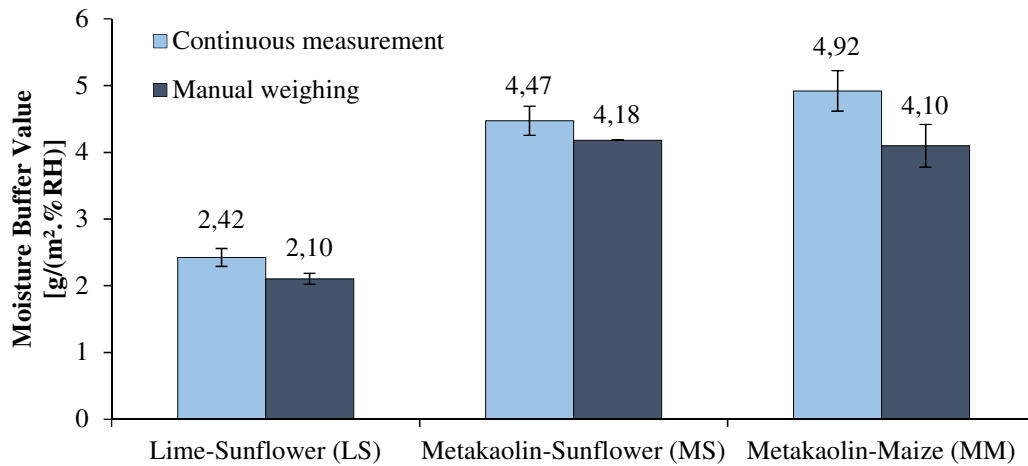 Moisture Buffer Value
[g/(m².%RH)]
6
5
4
3
2
1
0
Continuous measurement
Manual weighing
2,42
2,10
4,47
4,18
4,92
4,10
Lime-Sunflower (LS)
Metakaolin-Sunflower (MS)
Metakaolin-Maize (MM)